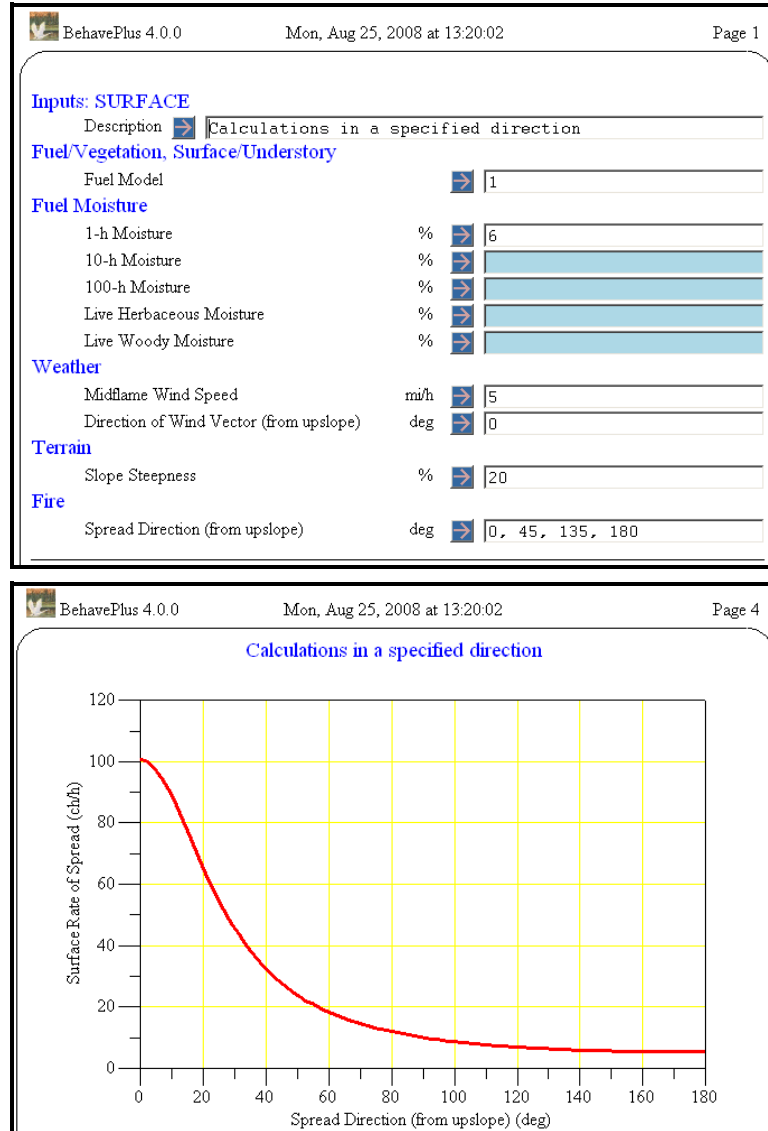 BehavePlus 4.0.0 Mon, Aug 25, 2008 at 13:20:02 Page 1
Inputs: SURFACE
Description Calculations in a specified direction
Fuel/Vegetation, Surface/Understory
Fuel Model 1
Fuel Moisture
1-h Moisture % 6
10-h Moisture %
100-h Moisture %
Live Herbaceous Moisture %
Live Woody Moisture %
Weather
Midflame Wind Speed mi/h 5
Direction of Wind Vector (from upslope) deg 0
Terrain
Slope Steepness % 20
Fire
Spread Direction (from upslope) deg 0, 45, 135, 180
BehavePlus 4.0.0 Mon, Aug 25, 2008 at 13:20:02 Page 4
Calculations in a specified direction
Surface Rate of Spread (ch/h)
120
100
80
60
40
20
0
0 20 40 60 80 100 120 140 160 180
Spread Direction (from upslope) (deg)